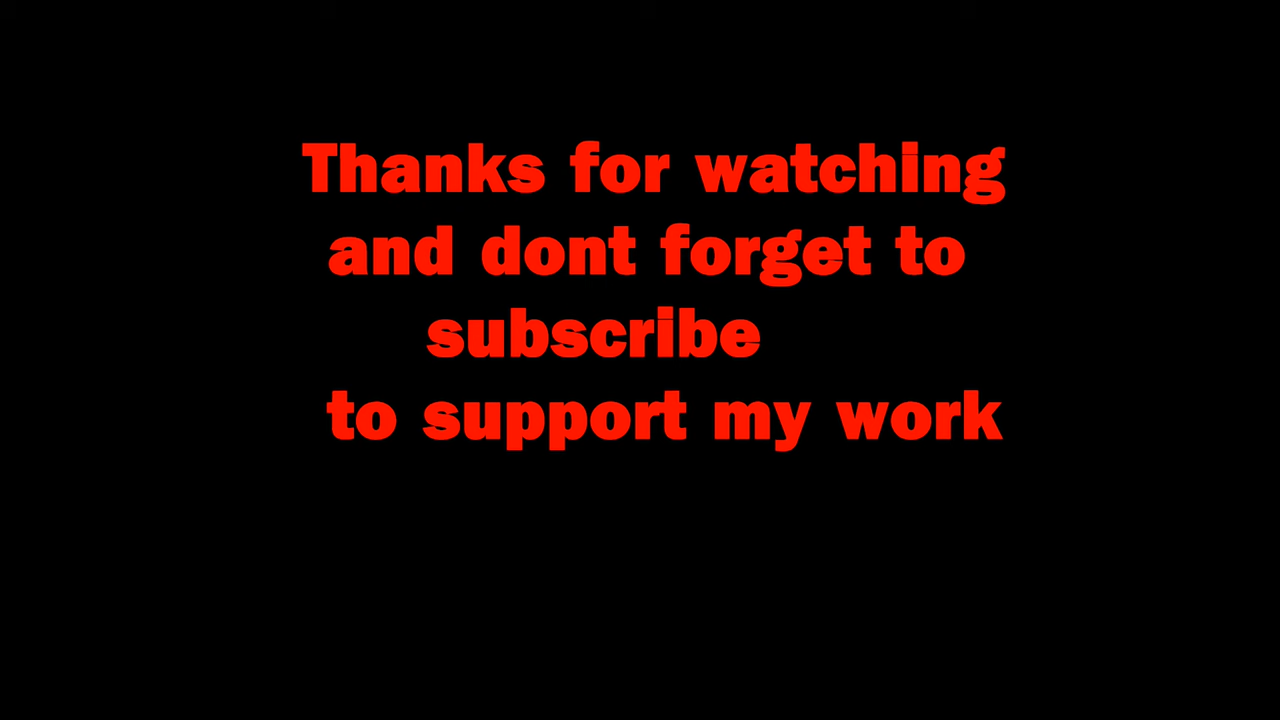 Thanks for watching
and dont forget to
subscribe
to support my work